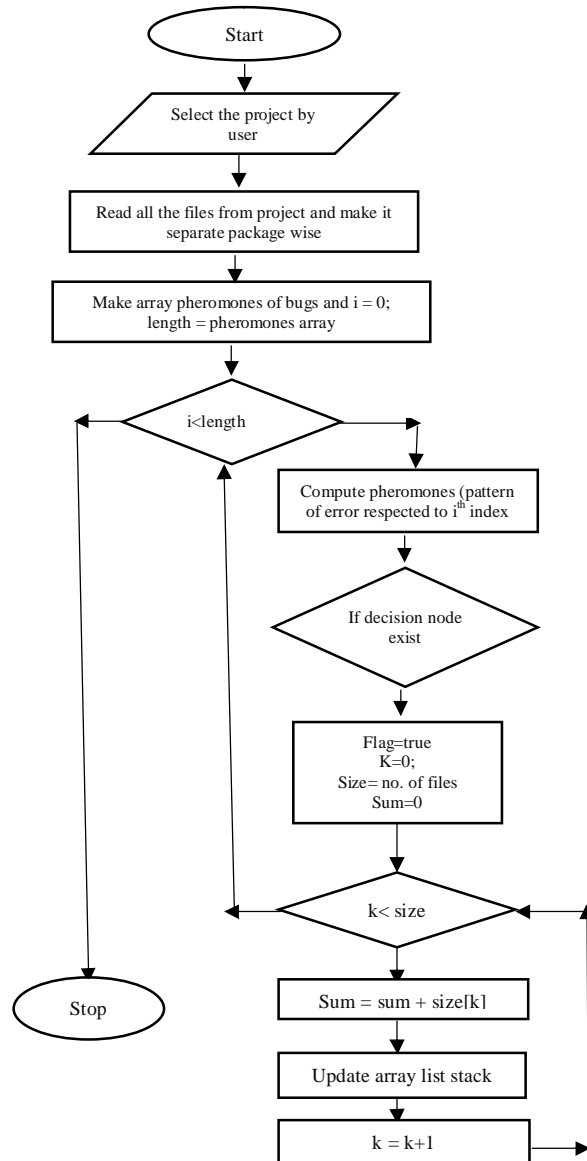 Start
Select the project by
user
Read all the files from project and make it
separate package wise
Make array pheromones of bugs and i = 0;
length = pheromones array
i<length
Compute pheromones (pattern
of error respected to iᵗʰ index
If decision node
exist
Flag=true
K=0;
Size= no. of files
Sum=0
k< size
Stop
Sum = sum + size[k]
Update array list stack
k = k+1